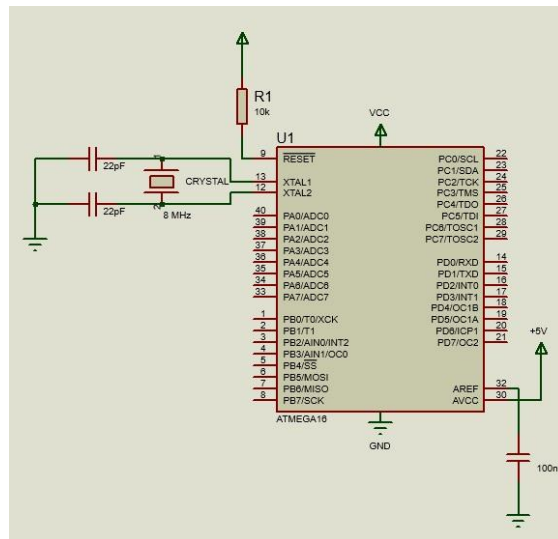 R1
10k
VCC
U1
22pF
CRYSTAL
22pF
8 MHz
9 RESET
13 XTAL1
12 XTAL2
40 PA0/ADC0
39 PA1/ADC1
38 PA2/ADC2
37 PA3/ADC3
36 PA4/ADC4
35 PA5/ADC5
34 PA6/ADC6
33 PA7/ADC7
1 PB0/T0/XCK
2 PB1/T1
3 PB2/AIN0/INT2
4 PB3/AIN1/OC0
5 PB4/SS
6 PB5/MOSI
7 PB6/MISO
8 PB7/SCK
PC0/SCL 22
PC1/SDA 23
PC2/TCK 24
PC3/TMS 25
PC4/TDO 26
PC5/TDI 27
PC6/TOSC1 28
PC7/TOSC2 29
PD0/RXD 14
PD1/TXD 15
PD2/INT0 16
PD3/INT1 17
PD4/OC1B 18
PD5/OC1A 19
PD6/ICP1 20
PD7/OC2 21
+5V
AREF 32
AVCC 30
ATMEGA16
GND
100n